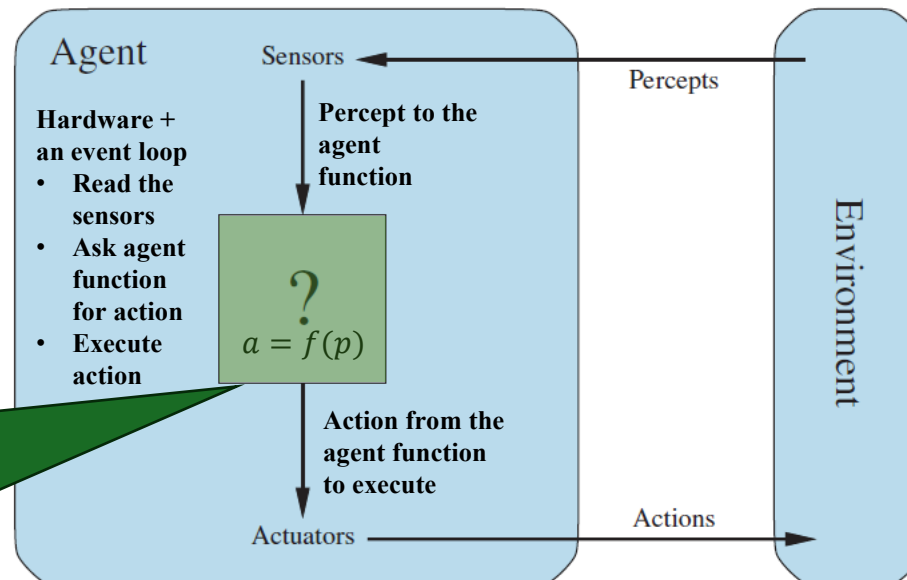 Agent
Sensors
Percepts
Hardware +
an event loop
• Read the
sensors
• Ask agent
function
for action
• Execute
action
Percept to the
agent
function
?
a = f(p)
Action from the
agent function
to execute
Actuators
Actions
Environment